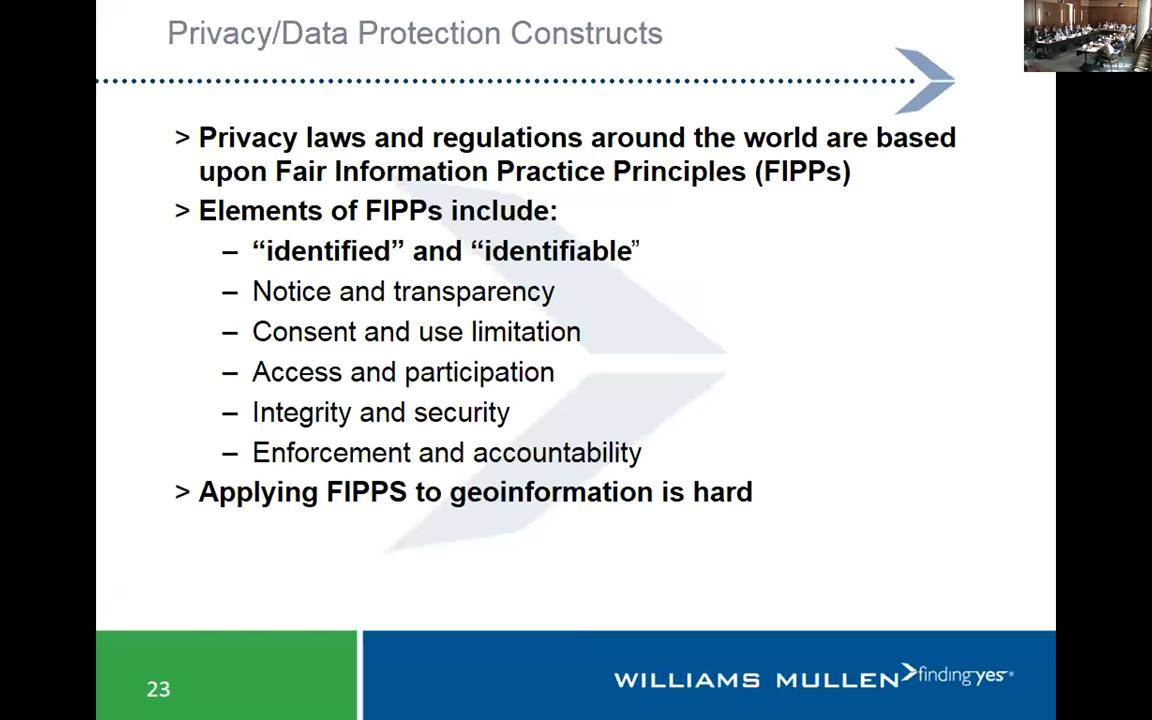 Privacy/Data Protection Constructs
> Privacy laws and regulations around the world are based
upon Fair Information Practice Principles (FIPPs)
> Elements of FIPPs include:
– “identified” and “identifiable”
– Notice and transparency
– Consent and use limitation
– Access and participation
– Integrity and security
– Enforcement and accountability
> Applying FIPPS to geoinformation is hard
23
WILLIAMS MULLEN finding yes®